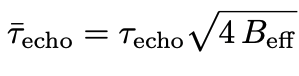 τ̄_echo = τ_echo √(4 B_eff)